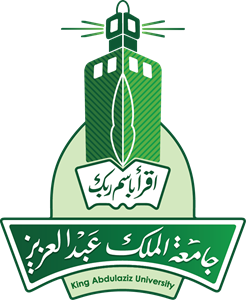 اقرأ باسم ربك
جامعة الملك عبد العزيز
King Abdulaziz University